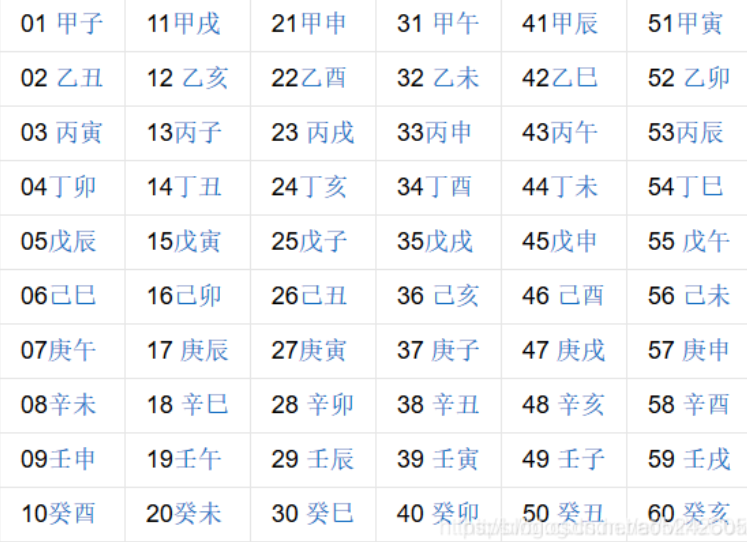 01 甲子 11甲戌 21甲申 31 甲午 41甲辰 51甲寅
02 乙丑 12 乙亥 22乙酉 32 乙未 42乙巳 52 乙卯
03 丙寅 13丙子 23 丙戌 33丙申 43丙午 53丙辰
04丁卯 14丁丑 24丁亥 34丁酉 44丁未 54丁巳
05戊辰 15戊寅 25戊子 35戊戌 45戊申 55 戊午
06己巳 16己卯 26己丑 36 己亥 46 己酉 56 己未
07庚午 17 庚辰 27庚寅 37 庚子 47 庚戌 57 庚申
08辛未 18 辛巳 28 辛卯 38 辛丑 48 辛亥 58 辛酉
09壬申 19壬午 29 壬辰 39 壬寅 49 壬子 59 壬戌
10癸酉 20癸未 30 癸巳 40 癸卯 50 癸丑 60 癸亥